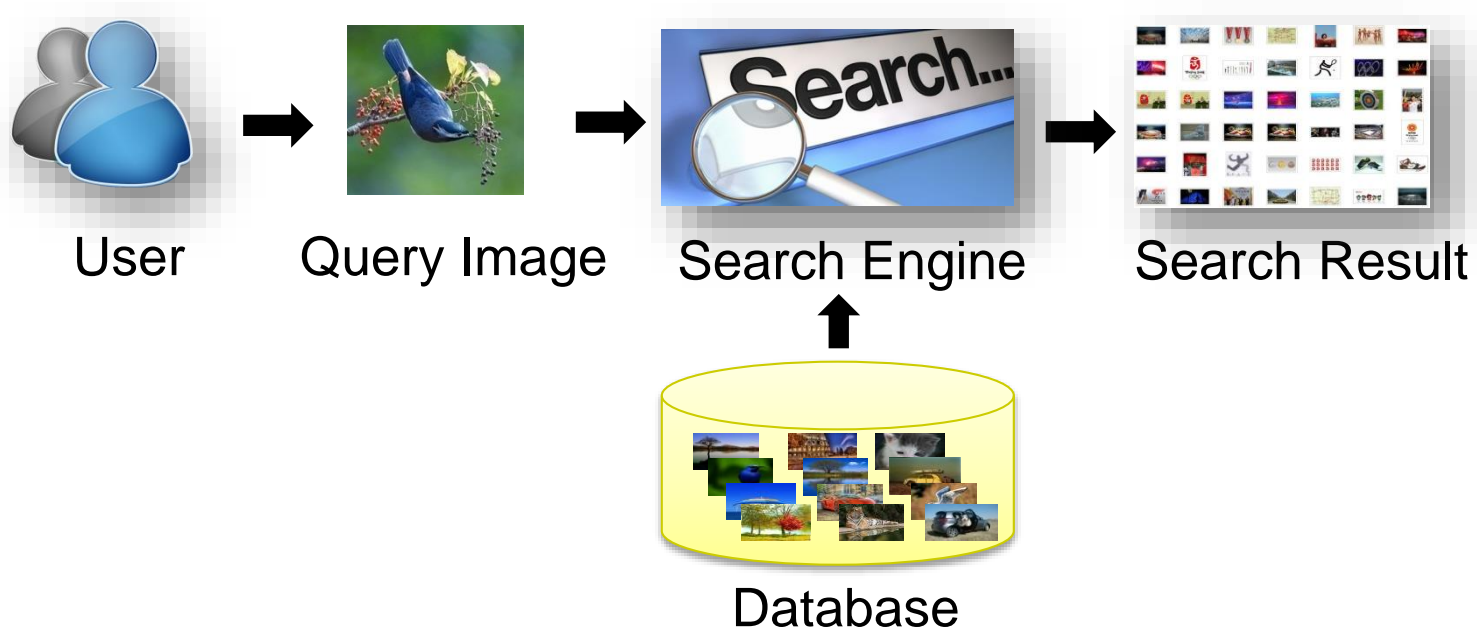 Search...
User
Query Image
Search Engine
Search Result
Database